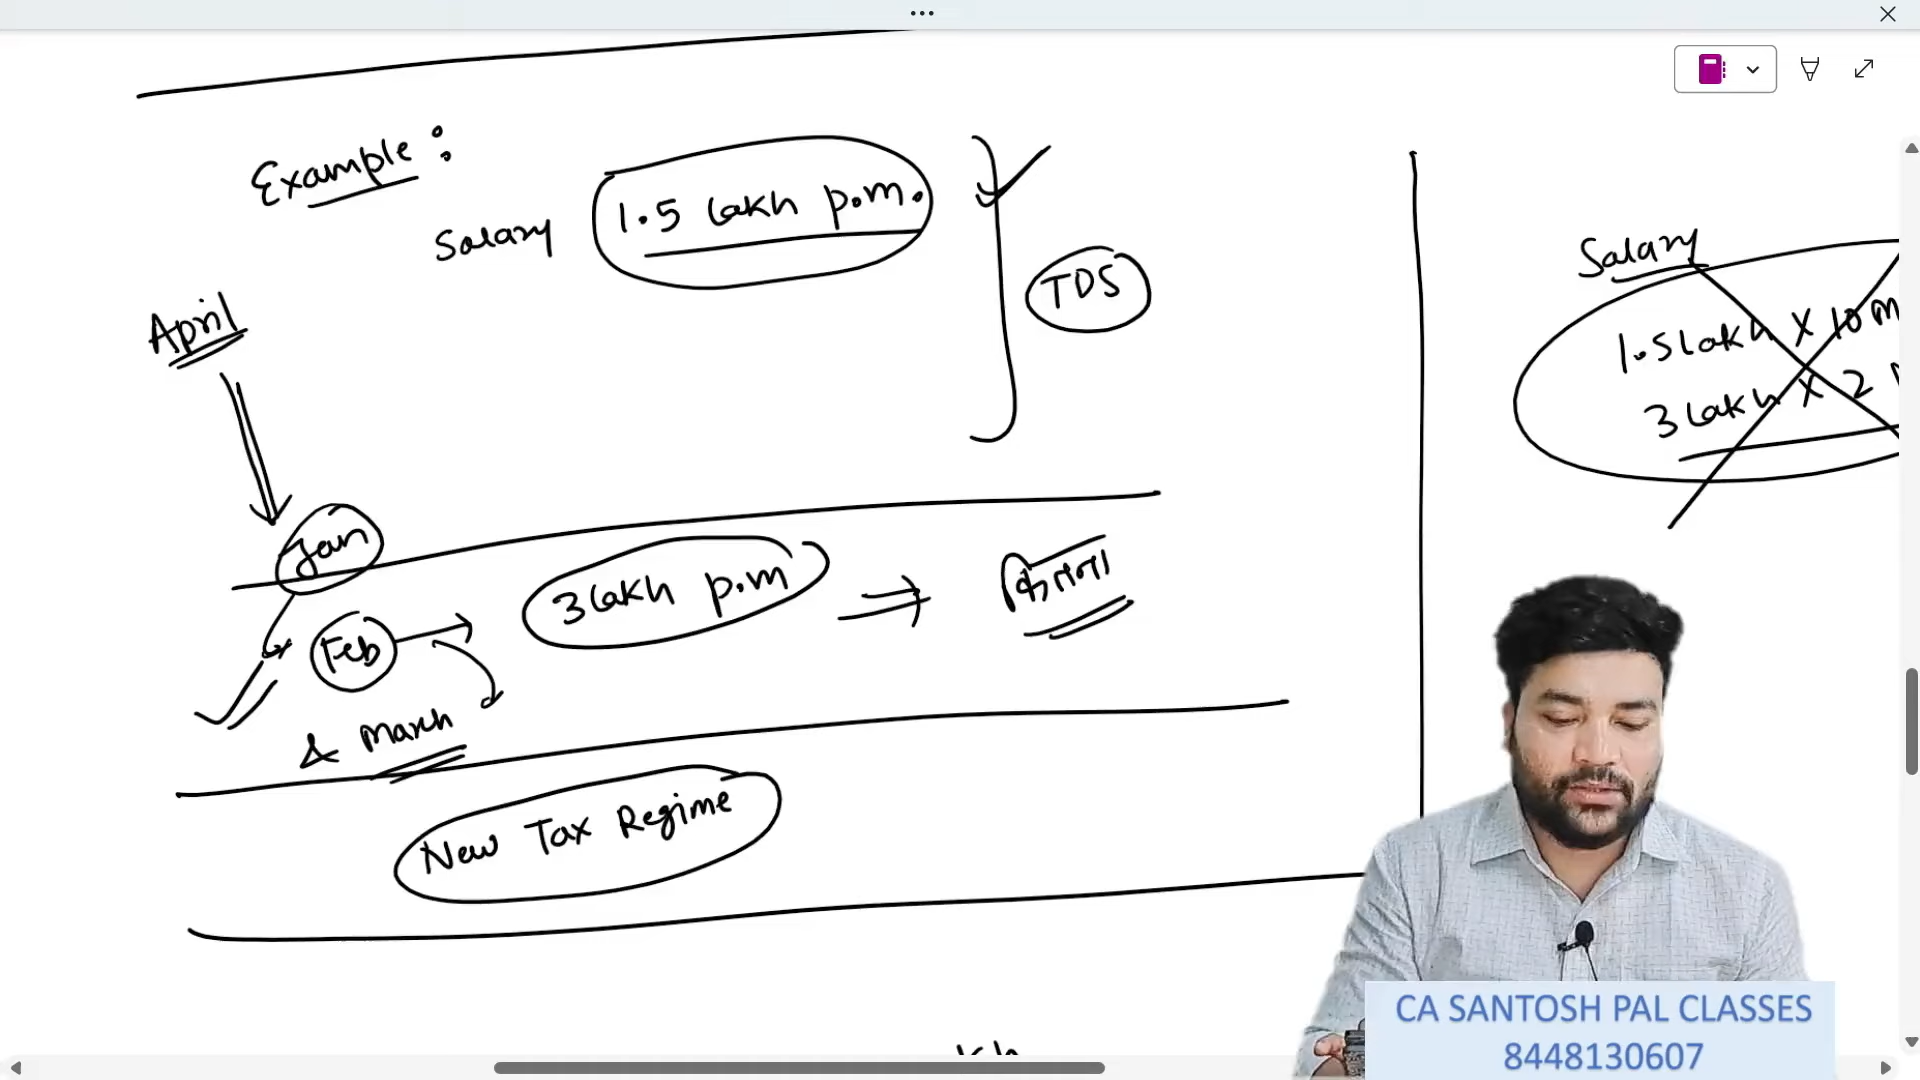 Example :
Salary 1.5 Lakh p.m.
TDS
April
Jan
Feb
3 Lakh p.m
कितना
& March
New Tax Regime
Salary
1.5 Lakh X 10 m
3 Lakh X 2
CA SANTOSH PAL CLASSES
8448130607